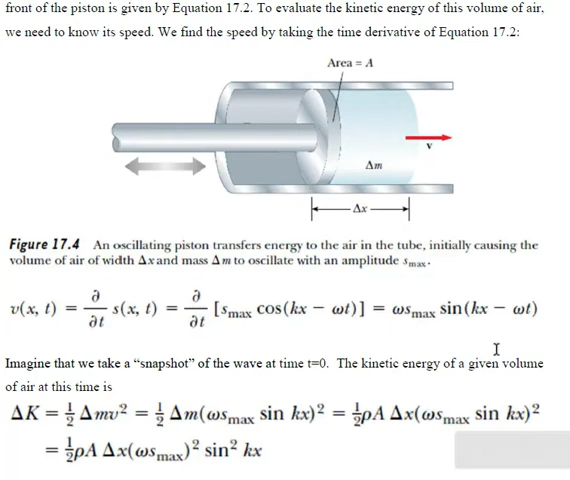 front of the piston is given by Equation 17.2. To evaluate the kinetic energy of this volume of air,
we need to know its speed. We find the speed by taking the time derivative of Equation 17.2:
Area = A
v
Δm
Δx
Figure 17.4 An oscillating piston transfers energy to the air in the tube, initially causing the
volume of air of width Δx and mass Δm to oscillate with an amplitude s_max.
v(x, t) = ∂/∂t s(x, t) = ∂/∂t [s_max cos(kx − ωt)] = ωs_max sin(kx − ωt)
Imagine that we take a “snapshot” of the wave at time t=0. The kinetic energy of a given volume
of air at this time is
ΔK = ½ Δmv² = ½ Δm(ωs_max sin kx)² = ½ρA Δx(ωs_max sin kx)²
= ½ρA Δx(ωs_max)² sin² kx